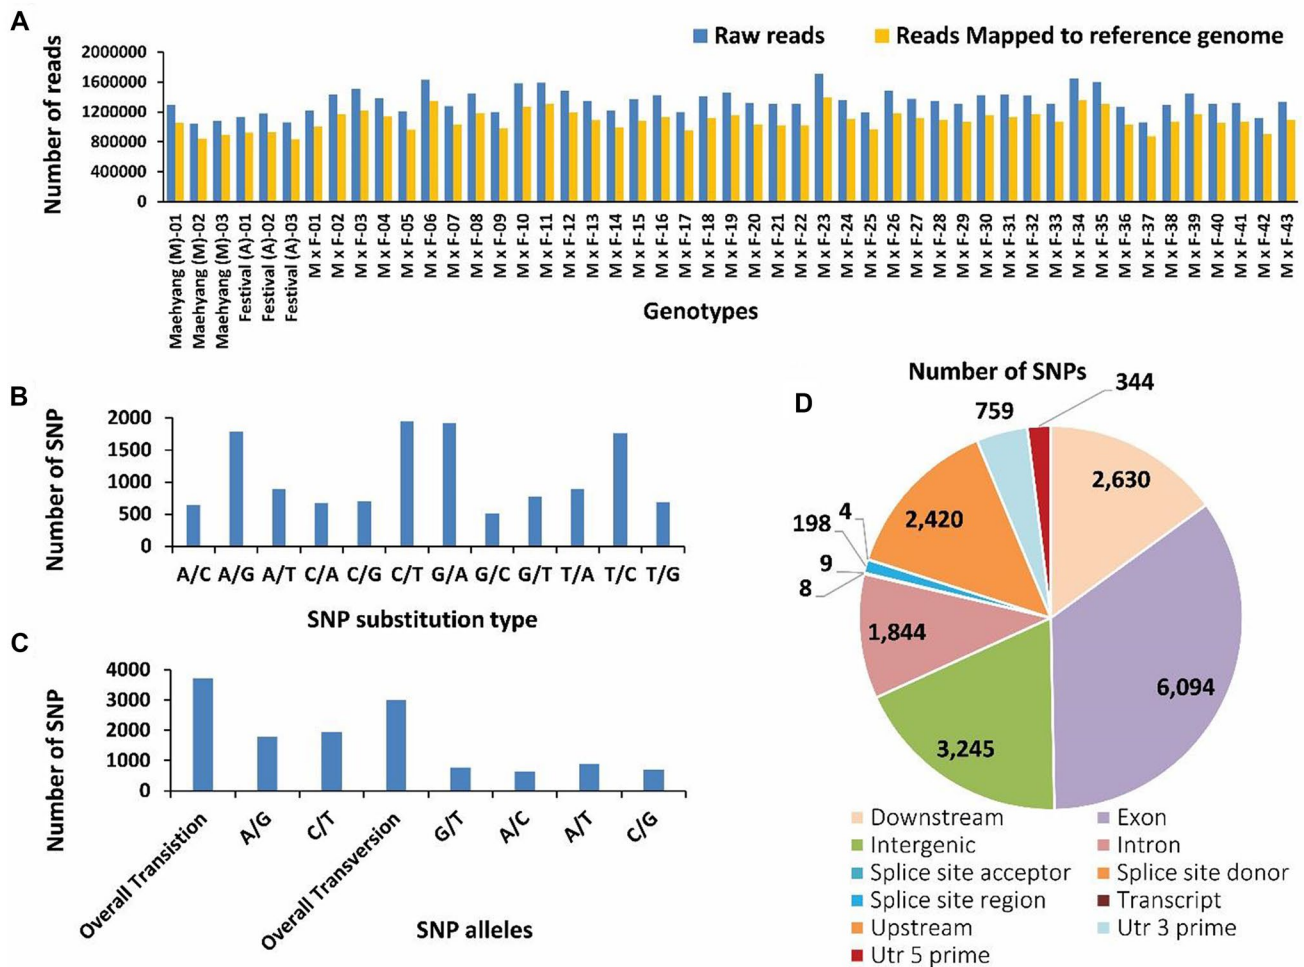 A
Number of reads
Raw reads
Reads Mapped to reference genome
2000000
1600000
1200000
800000
400000
0
Maehyang (M)-01
Maehyang (M)-02
Maehyang (M)-03
Festival (A)-01
Festival (A)-02
Festival (A)-03
M x F-01
M x F-02
M x F-03
M x F-04
M x F-05
M x F-06
M x F-07
M x F-08
M x F-09
M x F-10
M x F-11
M x F-12
M x F-13
M x F-14
M x F-15
M x F-16
M x F-17
M x F-18
M x F-19
M x F-20
M x F-21
M x F-22
M x F-23
M x F-24
M x F-25
M x F-26
M x F-27
M x F-28
M x F-29
M x F-30
M x F-31
M x F-32
M x F-33
M x F-34
M x F-35
M x F-36
M x F-37
M x F-38
M x F-39
M x F-40
M x F-41
M x F-42
M x F-43
Genotypes
B
Number of SNP
2000
1500
1000
500
0
A/C A/G A/T C/A C/G C/T G/A G/C G/T T/A T/C T/G
SNP substitution type
C
Number of SNP
4000
3000
2000
1000
0
Overall Transistion
A/G
C/T
Overall Transversion
G/T
A/C
A/T
C/G
SNP alleles
D
Number of SNPs
344
759
2,630
2,420
4
198
9
8
1,844
6,094
3,245
Downstream
Exon
Intergenic
Intron
Splice site acceptor
Splice site donor
Splice site region
Transcript
Upstream
Utr 3 prime
Utr 5 prime